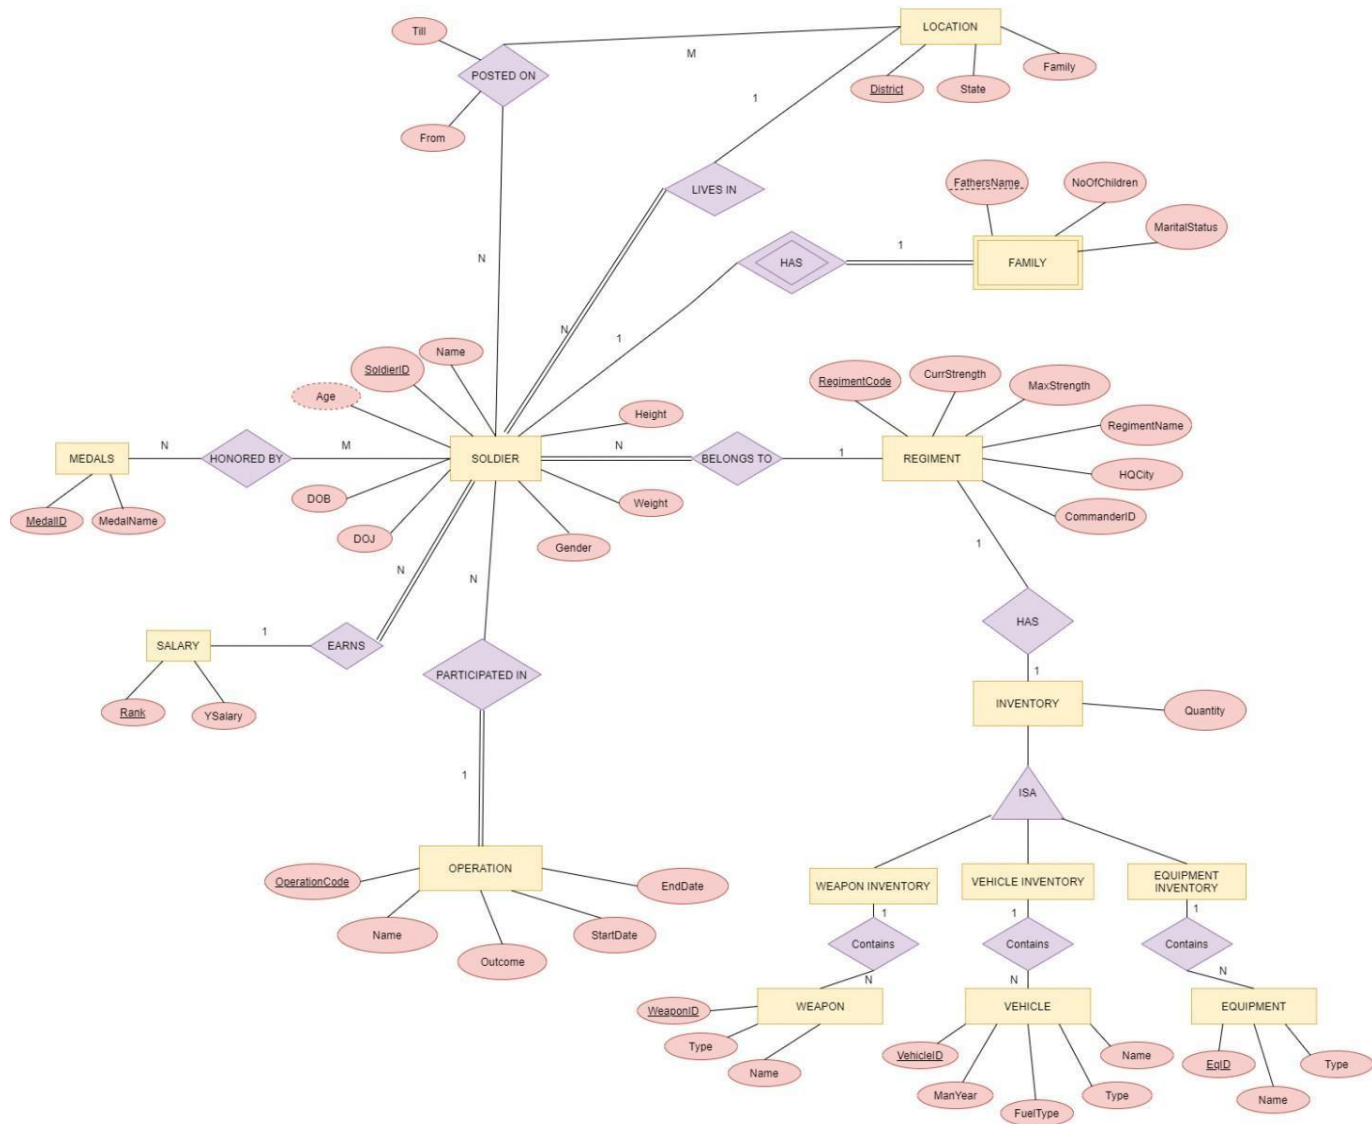 LOCATION
Till
M
POSTED ON
Family
District
State
1
From
LIVES IN
FathersName
NoOfChildren
MaritalStatus
1
HAS
FAMILY
N
N
1
Name
SoldierID
CurrStrength
RegimentCode
MaxStrength
Age
Height
RegimentName
N
M
N
MEDALS
HONORED BY
SOLDIER
BELONGS TO
1
REGIMENT
HQCity
DOB
Weight
MedalID
MedalName
CommanderID
DOJ
Gender
1
N
N
1
HAS
SALARY
EARNS
1
PARTICIPATED IN
INVENTORY
Quantity
Rank
YSalary
1
ISA
OPERATION
OperationCode
EndDate
WEAPON INVENTORY
VEHICLE INVENTORY
EQUIPMENT
INVENTORY
1
1
1
Name
StartDate
Contains
Contains
Contains
Outcome
N
N
N
WeaponID
WEAPON
VEHICLE
EQUIPMENT
Type
VehicleID
Name
EqID
Type
Name
ManYear
Type
Name
FuelType